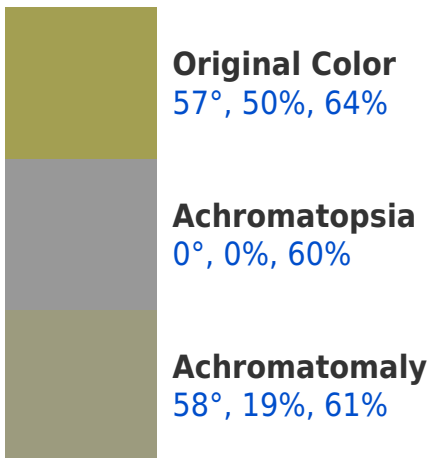 Original Color
57°, 50%, 64%
Achromatopsia
0°, 0%, 60%
Achromatomaly
58°, 19%, 61%